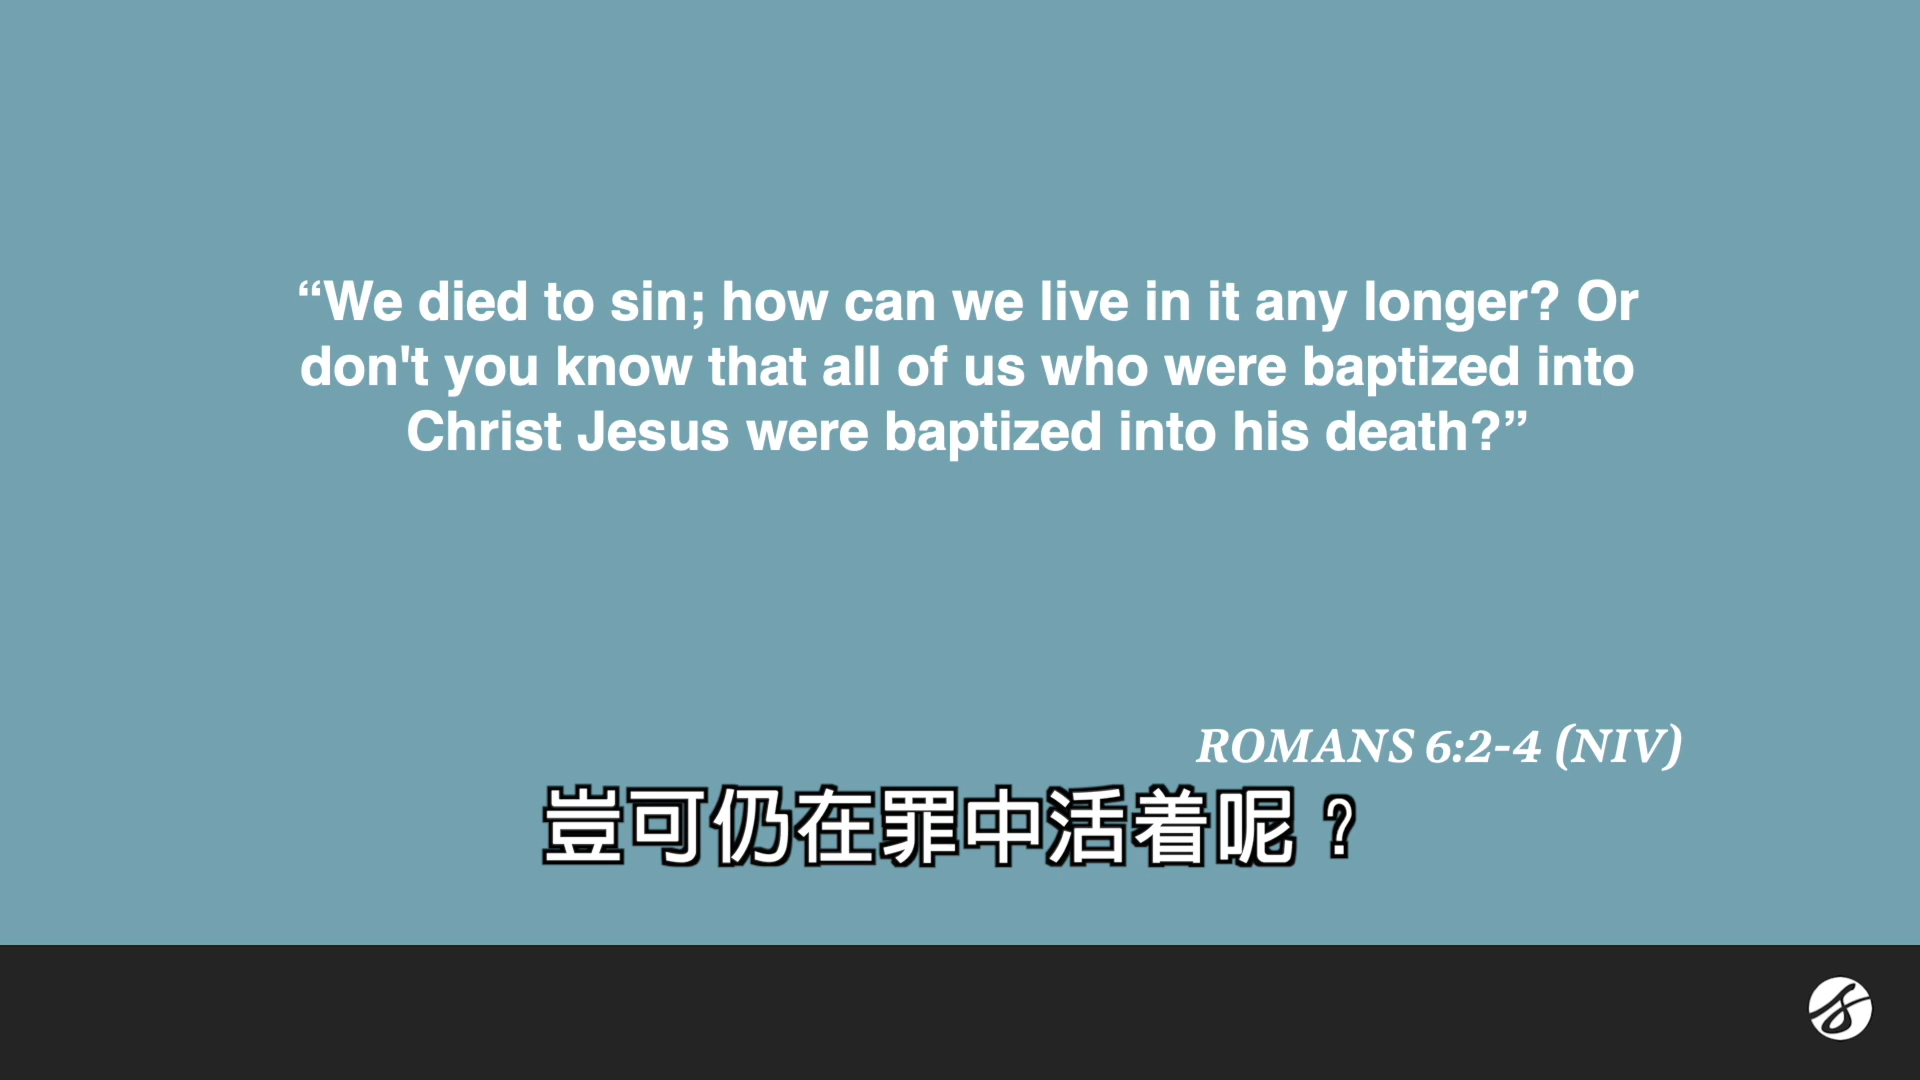 “We died to sin; how can we live in it any longer? Or
don't you know that all of us who were baptized into
Christ Jesus were baptized into his death?”
ROMANS 6:2-4 (NIV)
豈可仍在罪中活着呢？